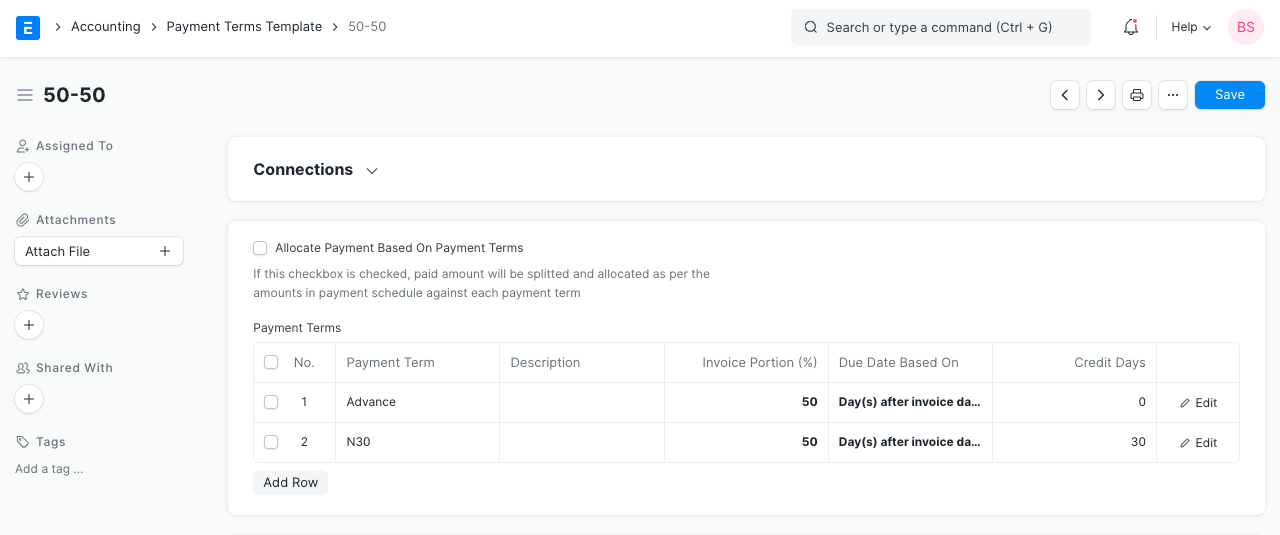 E Accounting Payment Terms Template 50-50 Search or type a command (Ctrl + G) Help BS
50-50 Save
Assigned To
Attachments
Attach File
Reviews
Shared With
Tags
Add a tag ...
Connections
Allocate Payment Based On Payment Terms
If this checkbox is checked, paid amount will be splitted and allocated as per the
amounts in payment schedule against each payment term
Payment Terms
No. Payment Term Description Invoice Portion (%) Due Date Based On Credit Days
1 Advance 50 Day(s) after invoice da... 0 Edit
2 N30 50 Day(s) after invoice da... 30 Edit
Add Row